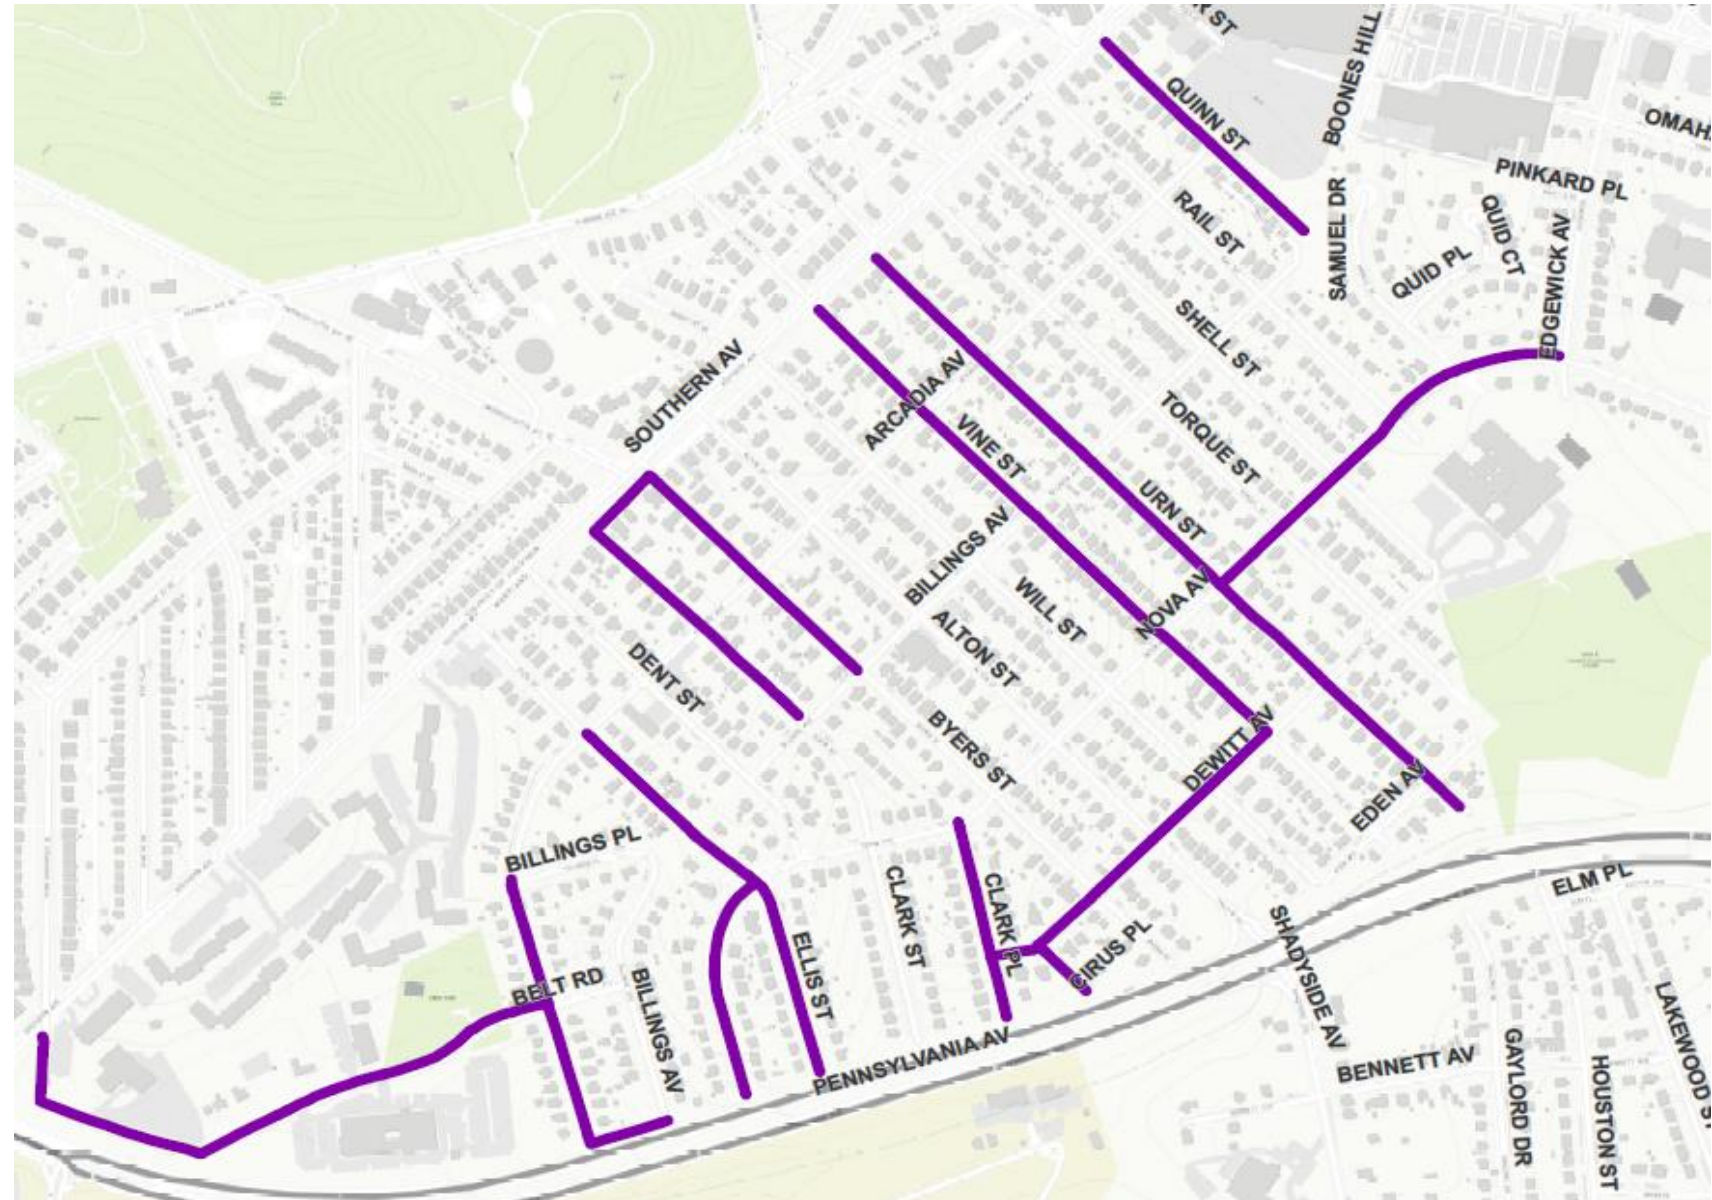 R ST
BOONES HILL
QUINN ST
OMAH
PINKARD PL
RAIL ST
SAMUEL DR
QUID CT
QUID PL
EDGEWICK AV
SHELL ST
SOUTHERN AV
ARCADIA AV
TORQUE ST
VINE ST
URN ST
BILLINGS AV
NOVA AV
WILL ST
ALTON ST
DENT ST
BYERS ST
DEWITT AV
EDEN AV
BILLINGS PL
CLARK ST
CLARK PL
ELM PL
SHADYSIDE AV
CIRUS PL
ELLIS ST
BELT RD
BILLINGS AV
LAKEWOOD ST
PENNSYLVANIA AV
BENNETT AV
GAYLORD DR
HOUSTON ST